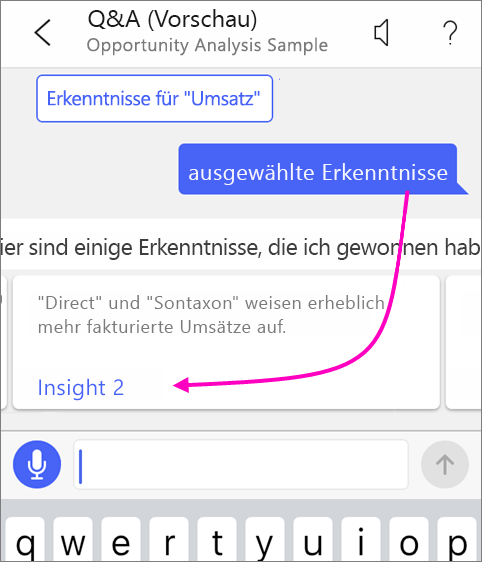 Q&A (Vorschau)
Opportunity Analysis Sample
?
Erkenntnisse für "Umsatz"
ausgewählte Erkenntnisse
ier sind einige Erkenntnisse, die ich gewonnen hab
"Direct" und "Sontaxon" weisen erheblich
mehr fakturierte Umsätze auf.
Insight 2
q w e r t y u i o p